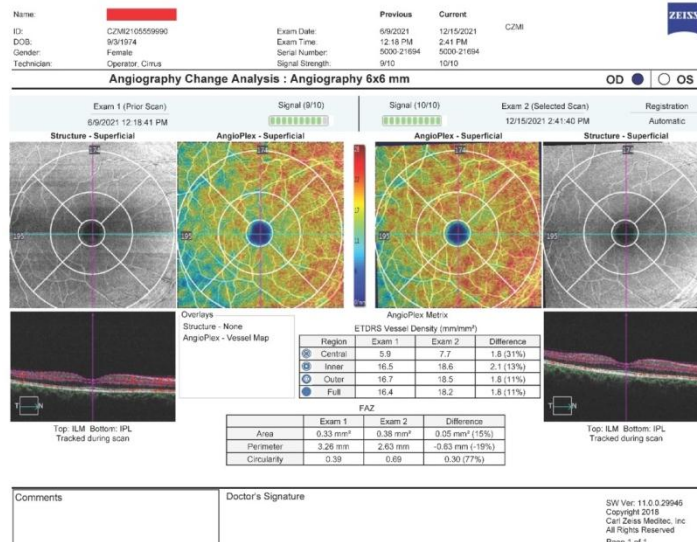 Name:
Previous Current
ZEISS
ID: CZMI2105559990 Exam Date: 6/9/2021 12/15/2021 CZMI
DOB: 9/3/1974 Exam Time: 12:18 PM 2:41 PM
Gender: Female Serial Number: 5000-21694 5000-21694
Technician: Operator, Cirrus Signal Strength: 9/10 10/10
Angiography Change Analysis : Angiography 6x6 mm OD OS
Exam 1 (Prior Scan) Signal (9/10) Signal (10/10) Exam 2 (Selected Scan) Registration
6/9/2021 12:18:41 PM 12/15/2021 2:41:40 PM Automatic
Structure - Superficial AngioPlex - Superficial AngioPlex - Superficial Structure - Superficial
195 195 195 195
Overlays
Structure - None
AngioPlex - Vessel Map
AngioPlex Metrix
ETDRS Vessel Density (mm/mm²)
Region Exam 1 Exam 2 Difference
Central 5.9 7.7 1.8 (31%)
Inner 16.5 18.6 2.1 (13%)
Outer 16.7 18.5 1.8 (11%)
Full 16.4 18.2 1.8 (11%)
T N
T N
Top: ILM Bottom: IPL
Tracked during scan
Top: ILM Bottom: IPL
Tracked during scan
FAZ
Exam 1 Exam 2 Difference
Area 0.33 mm² 0.38 mm² 0.05 mm² (15%)
Perimeter 3.26 mm 2.63 mm -0.63 mm (-19%)
Circularity 0.39 0.69 0.30 (77%)
Comments Doctor's Signature
SW Ver: 11.0.0.29946
Copyright 2018
Carl Zeiss Meditec, Inc
All Rights Reserved
Page 1 of 1